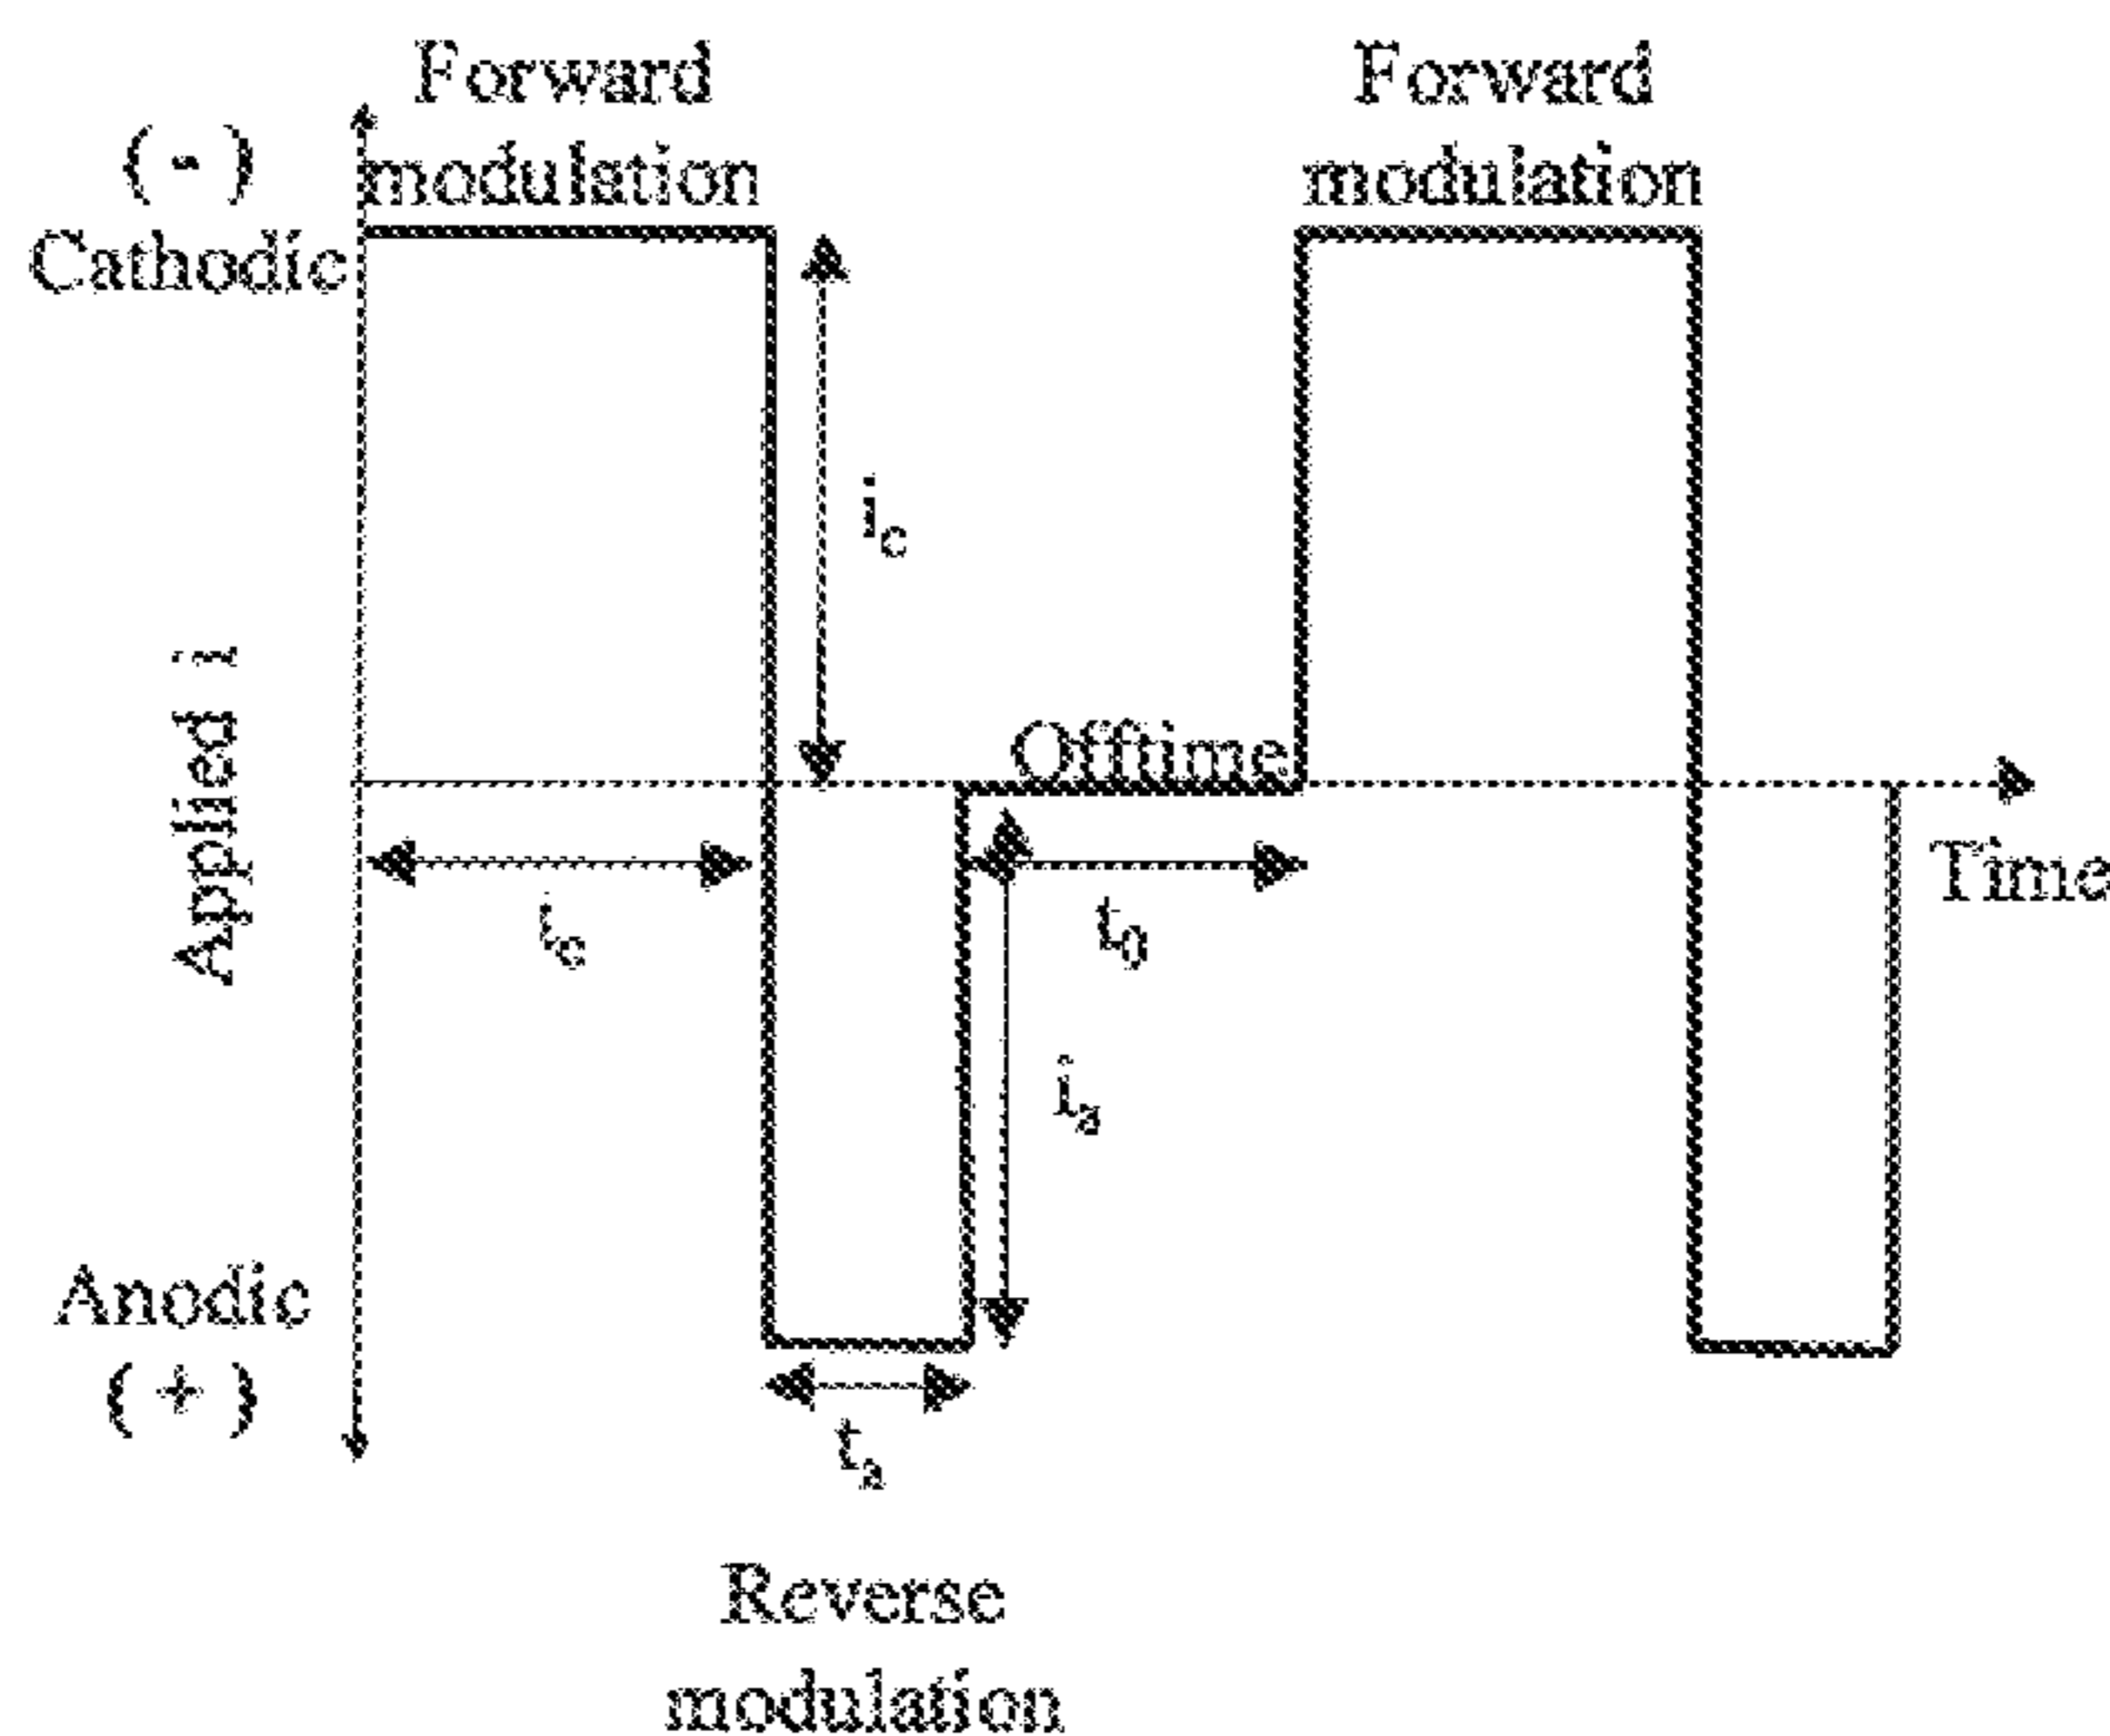 Forward
modulation
Forward
modulation
( - )
Cathodic
i_c
Applied i
Offtime
Time
t_c
t_0
i_a
Anodic
( + )
t_a
Reverse
modulation